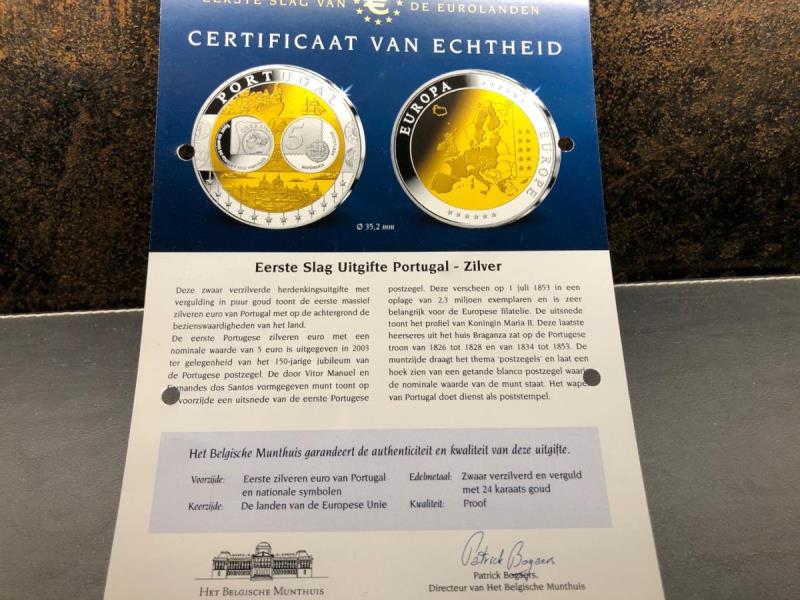 EERSTE SLAG VAN € DE EUROLANDEN
CERTIFICAAT VAN ECHTHEID
PORTUGAL
5
EUROPA
EUROPE
Ø 35,2 mm
Eerste Slag Uitgifte Portugal - Zilver
Deze zwaar verzilverde herdenkingsuitgifte met
vergulding in puur goud toont de eerste massief
zilveren euro van Portugal met op de achtergrond de
bezienswaardigheden van het land.
De eerste Portugese zilveren euro met een
nominale waarde van 5 euro is uitgegeven in 2003
ter gelegenheid van het 150-jarige jubileum van
de Portugese postzegel. De door Vitor Manuel en
Fernandes dos Santos vormgegeven munt toont op
voorzijde een uitsnede van de eerste Portugese
postzegel. Deze verscheen op 1 juli 1853 in een
oplage van 2,3 miljoen exemplaren en is zeer
belangrijk voor de Europese filatelie. De uitsnede
toont het profiel van Koningin Maria II. Deze laatste
heerseres uit het huis Braganza zat op de Portugese
troon van 1826 tot 1828 en van 1834 tot 1853. De
muntzijde draagt het thema 'postzegels' en laat een
hoek zien van een getande blanco postzegel waarin
de nominale waarde van de munt staat. Het wapen
van Portugal doet dienst als poststempel.
Het Belgische Munthuis garandeert de authenticiteit en kwaliteit van deze uitgifte.
Voorzijde: Eerste zilveren euro van Portugal
en nationale symbolen
Keerzijde: De landen van de Europese Unie
Edelmetaal: Zwaar verzilverd en verguld
met 24 karaats goud
Kwaliteit: Proof
HET BELGISCHE MUNTHUIS
Patrick Bogaers
Patrick Bogaers,
Directeur van Het Belgische Munthuis